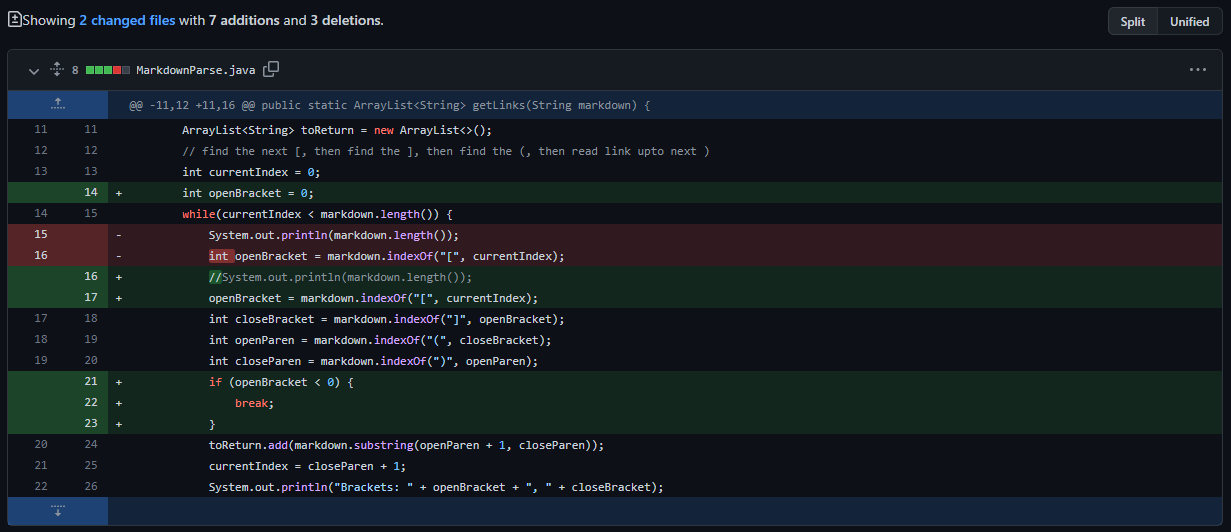 Showing 2 changed files with 7 additions and 3 deletions.
Split Unified
8 MarkdownParse.java
@@ -11,12 +11,16 @@ public static ArrayList<String> getLinks(String markdown) {
11 11 ArrayList<String> toReturn = new ArrayList<>();
12 12 // find the next [, then find the ], then find the (, then read link upto next )
13 13 int currentIndex = 0;
14 + int openBracket = 0;
14 15 while(currentIndex < markdown.length()) {
15 - System.out.println(markdown.length());
16 - int openBracket = markdown.indexOf("[", currentIndex);
16 + //System.out.println(markdown.length());
17 + openBracket = markdown.indexOf("[", currentIndex);
17 18 int closeBracket = markdown.indexOf("]", openBracket);
18 19 int openParen = markdown.indexOf("(", closeBracket);
19 20 int closeParen = markdown.indexOf(")", openParen);
21 + if (openBracket < 0) {
22 + break;
23 + }
20 24 toReturn.add(markdown.substring(openParen + 1, closeParen));
21 25 currentIndex = closeParen + 1;
22 26 System.out.println("Brackets: " + openBracket + ", " + closeBracket);